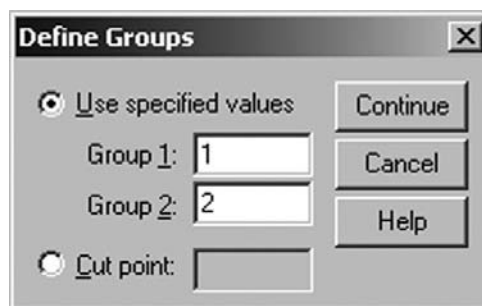 Define Groups
Use specified values
Continue
Group 1: 1
Cancel
Group 2: 2
Help
Cut point: